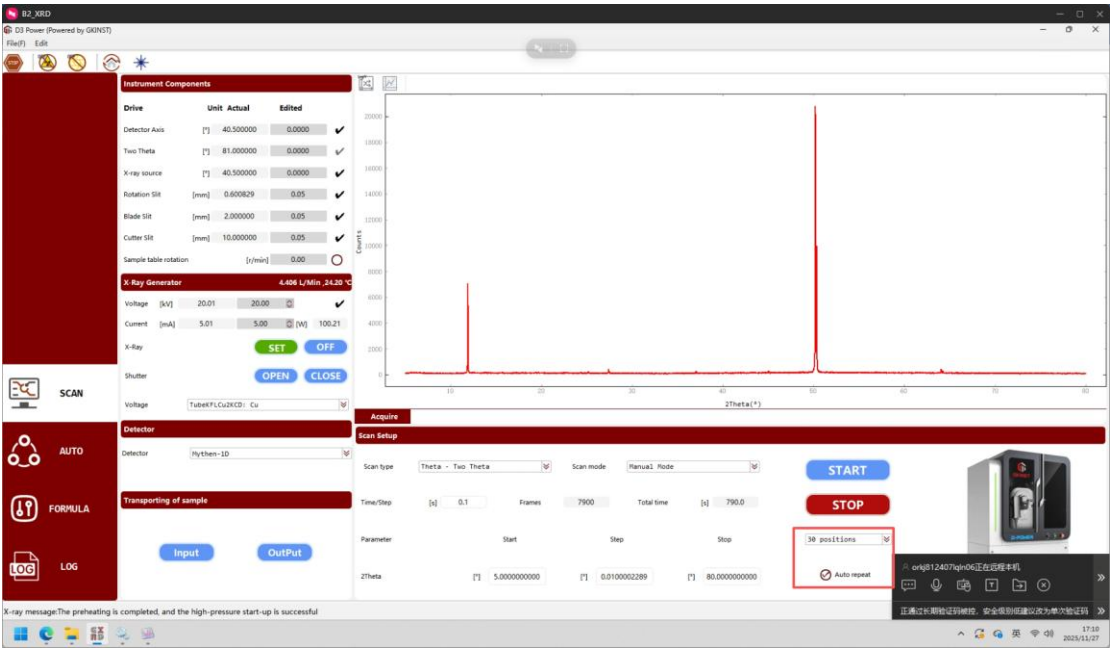 B2_XRD
D3 Power (Powered by GKINST)
File(F) Edit
STOP
Instrument Components
Drive Unit Actual Edited
Detector Axis [°] 40.500000 0.0000
Two Theta [°] 81.000000 0.0000
X-ray source [°] 40.500000 0.0000
Rotation Slit [mm] 0.600829 0.05
Blade Slit [mm] 2.000000 0.05
Cutter Slit [mm] 10.000000 0.05
Sample table rotation [r/min] 0.00
X-Ray Generator 4.406 L/Min ,24.20 °C
Voltage [kV] 20.01 20.00
Current [mA] 5.01 5.00 [W] 100.21
X-Ray SET OFF
Shutter OPEN CLOSE
Voltage TubeKFLCu2KCD: Cu
Detector
Detector Mythen-1D
Transporting of sample
Input OutPut
SCAN
AUTO
FORMULA
LOG
LOG
Counts
20000
18000
16000
14000
12000
10000
8000
6000
4000
2000
0
10 20 30 40 50 60 70 80
2Theta(°)
Acquire
Scan Setup
Scan type Theta - Two Theta Scan mode Manual Mode START
Time/Step [s] 0.1 Frames 7900 Total time [s] 790.0 STOP
Parameter Start Step Stop 30 positions
2Theta [°] 5.0000000000 [°] 0.0100002289 [°] 80.0000000000 Auto repeat
正在远程本机
正通过长期验证码被控，安全级别低建议改为单次验证码
X-ray message:The preheating is completed, and the high-pressure start-up is successful
英 17:10
2025/11/27